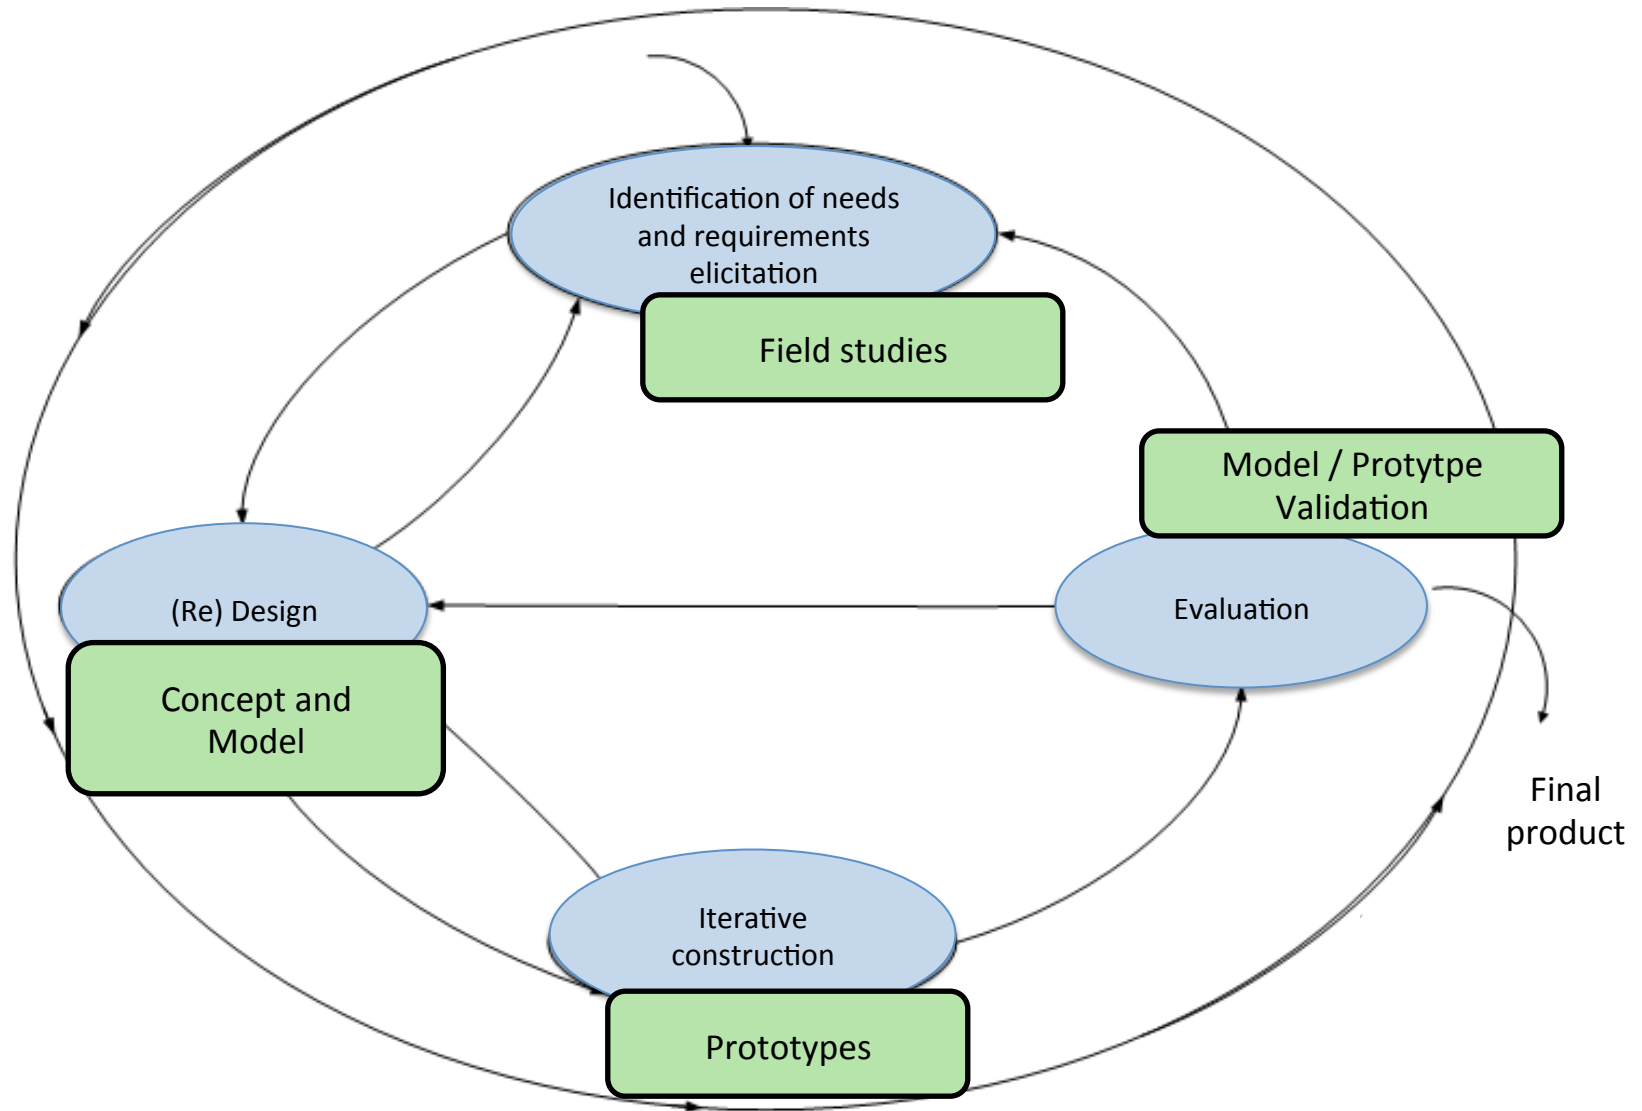 Identification of needs
and requirements
elicitation
Field studies
Model / Protytpe
Validation
(Re) Design
Evaluation
Concept and
Model
Final
product
Iterative
construction
Prototypes